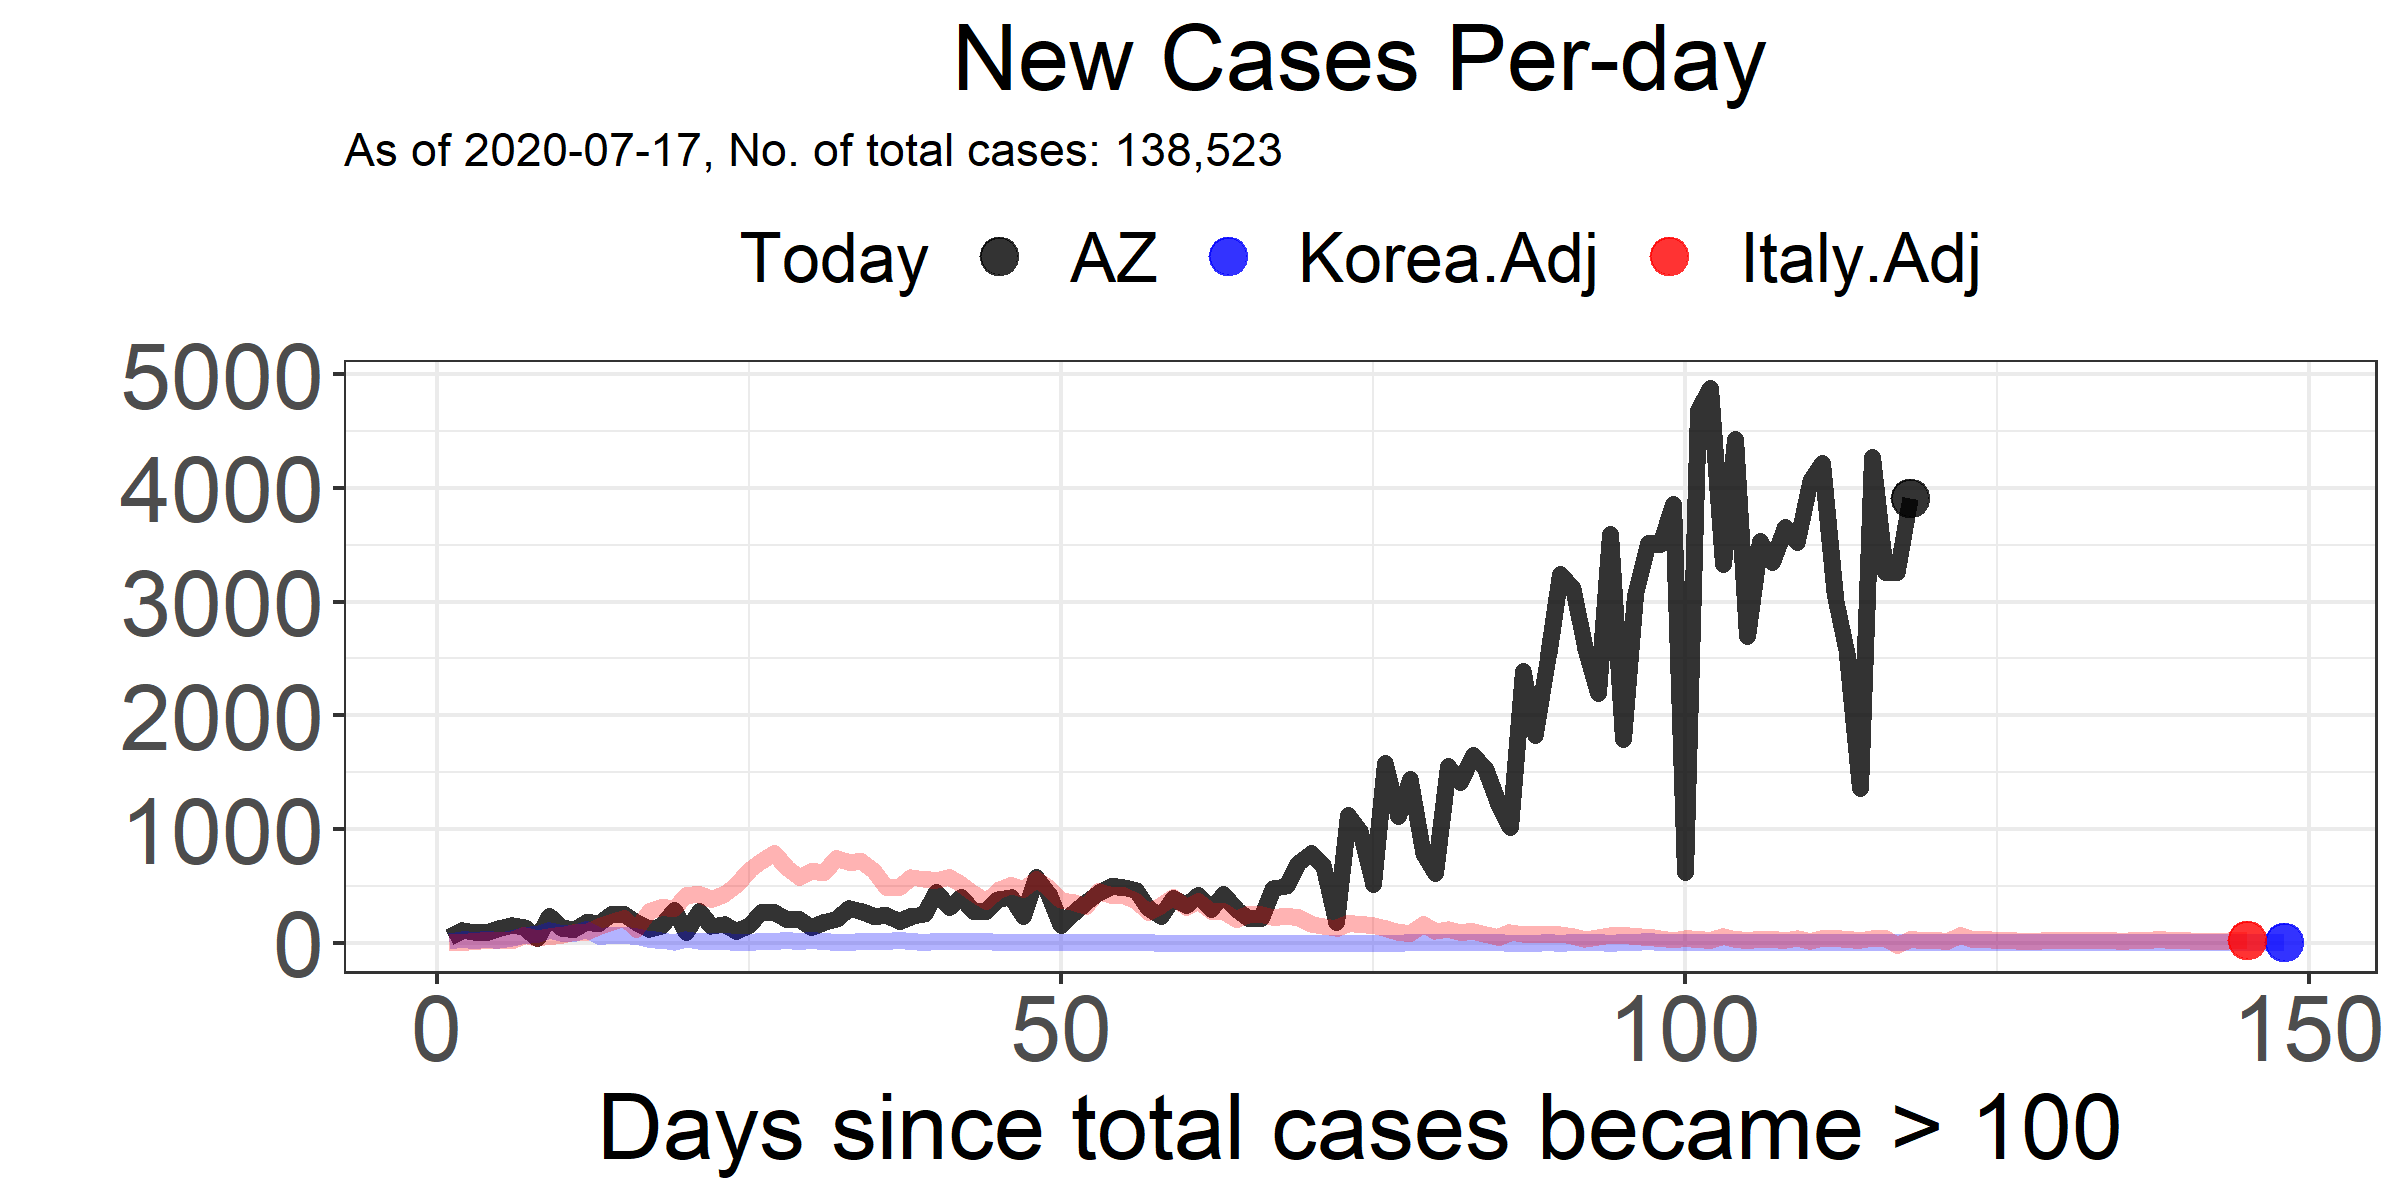 New Cases Per-day
As of 2020-07-17, No. of total cases: 138,523
Today AZ Korea.Adj Italy.Adj
5000
4000
3000
2000
1000
0
0 50 100 150
Days since total cases became > 100